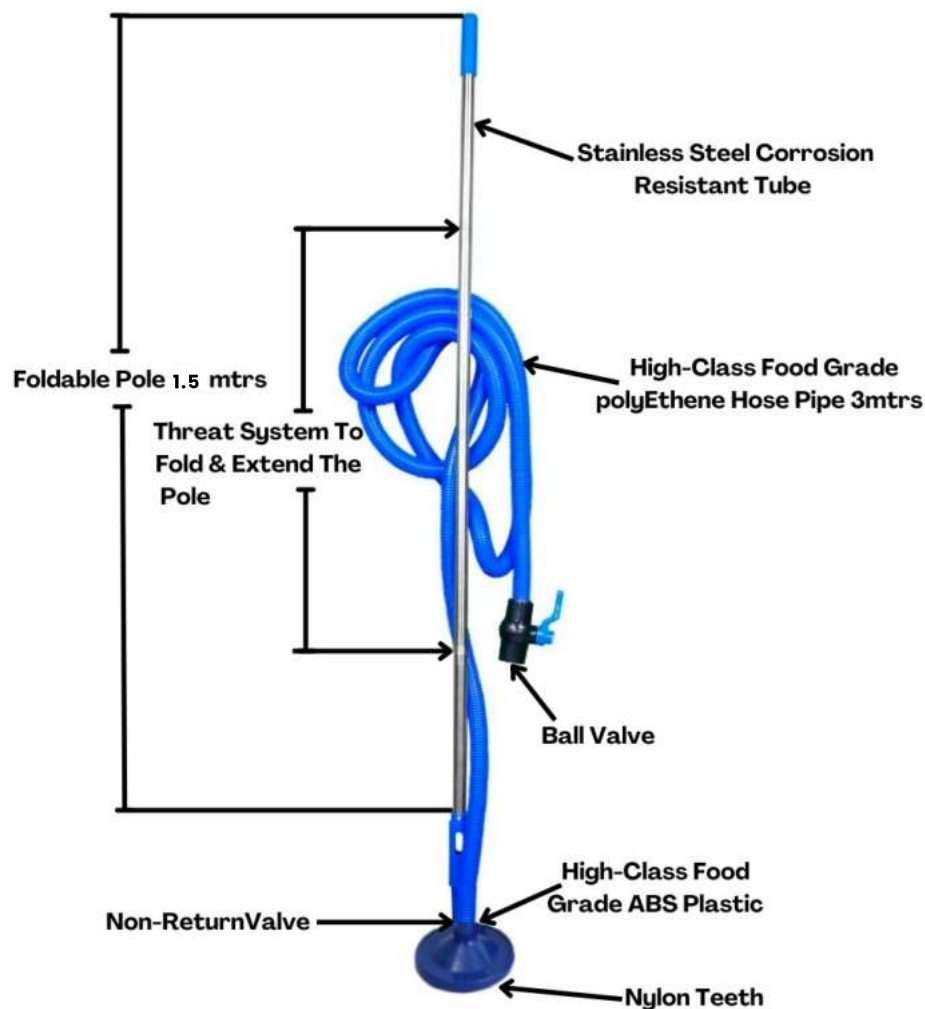 Stainless Steel Corrosion
Resistant Tube
High-Class Food Grade
polyEthene Hose Pipe 3mtrs
Foldable Pole 1.5 mtrs
Threat System To
Fold & Extend The
Pole
Ball Valve
High-Class Food
Grade ABS Plastic
Non-ReturnValve
Nylon Teeth